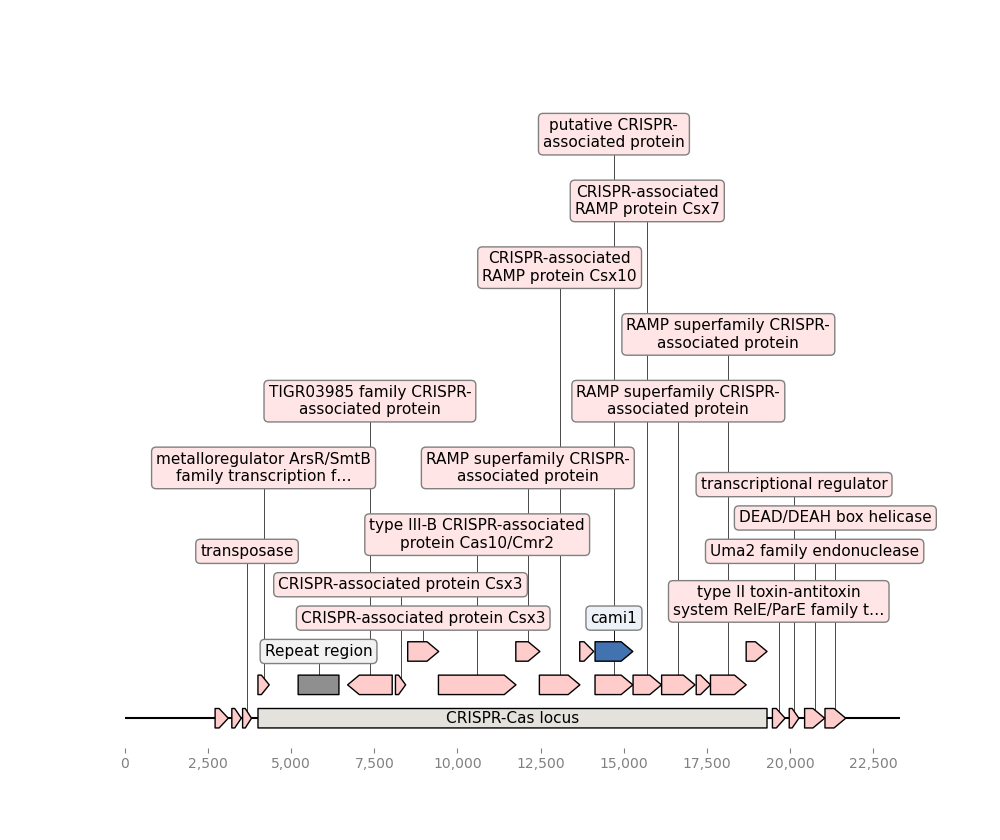 putative CRISPR-
associated protein
CRISPR-associated
RAMP protein Csx7
CRISPR-associated
RAMP protein Csx10
RAMP superfamily CRISPR-
associated protein
TIGR03985 family CRISPR-
associated protein
RAMP superfamily CRISPR-
associated protein
metalloregulator ArsR/SmtB
family transcription f...
RAMP superfamily CRISPR-
associated protein
transcriptional regulator
DEAD/DEAH box helicase
type III-B CRISPR-associated
protein Cas10/Cmr2
transposase
Uma2 family endonuclease
CRISPR-associated protein Csx3
type II toxin-antitoxin
system RelE/ParE family t...
CRISPR-associated protein Csx3
cami1
Repeat region
CRISPR-Cas locus
0 2,500 5,000 7,500 10,000 12,500 15,000 17,500 20,000 22,500